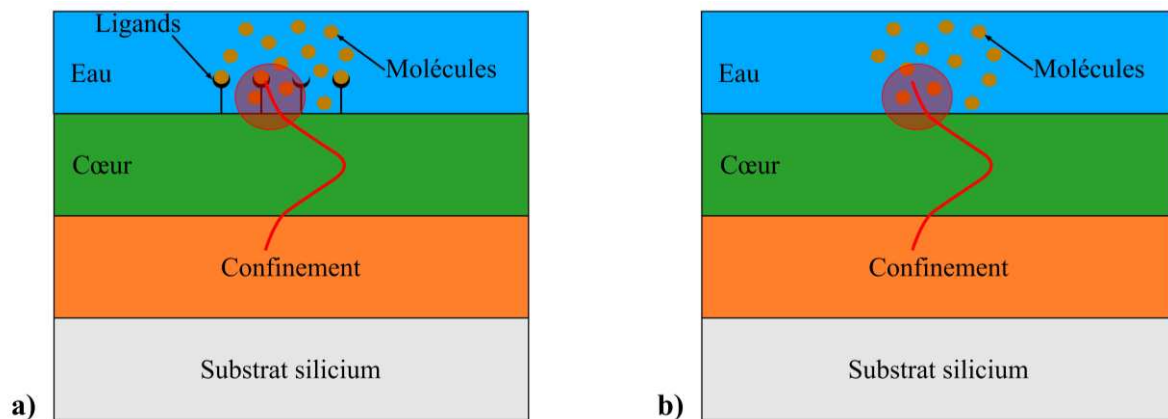 Ligands
Molécules
Eau
Cœur
Confinement
Substrat silicium
a)
Molécules
Eau
Cœur
Confinement
Substrat silicium
b)